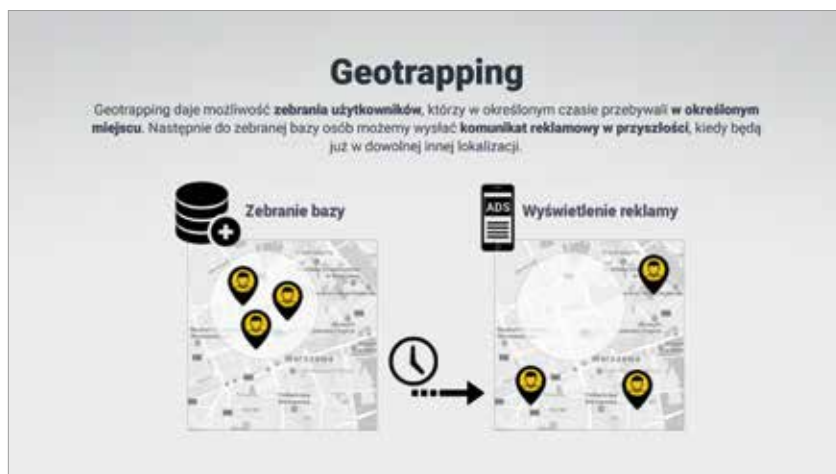 Geotrapping
Geotrapping daje możliwość zebrania użytkowników, którzy w określonym czasie przebywali w określonym
miejscu. Następnie do zebranej bazy osób możemy wysłać komunikat reklamowy w przyszłości, kiedy będą
już w dowolnej innej lokalizacji.
Zebranie bazy
ADS
Wyświetlenie reklamy
Warszawa
Warszawa